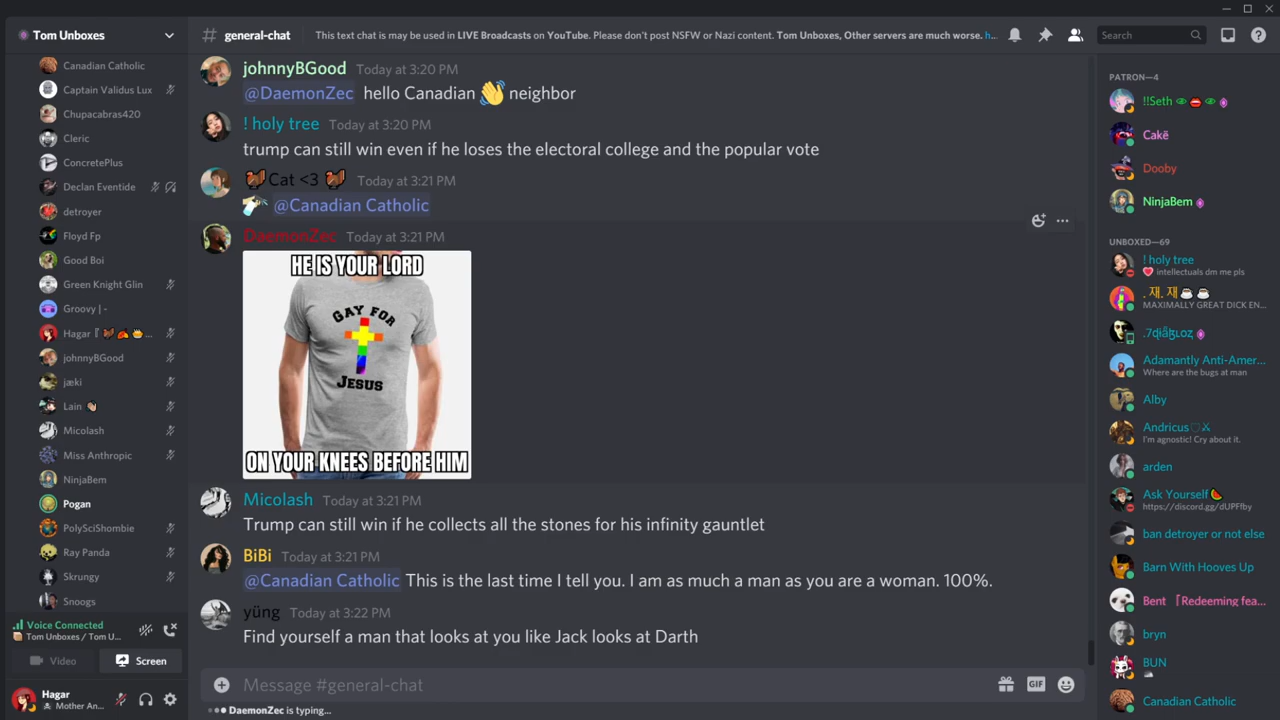 Tom Unboxes
Canadian Catholic
Captain Validus Lux
Chupacabras420
Cleric
ConcretePlus
Declan Eventide
detroyer
Floyd Fp
Good Boi
Green Knight Glin
Groovy | -
Hagar『 ...
johnnyBGood
jæki
Lain
Micolash
Miss Anthropic
NinjaBem
Pogan
PolySciShombie
Ray Panda
Skrungy
Snoogs
Voice Connected
Tom Unboxes / Tom U...
Video
Screen
Hagar
Mother An...
# general-chat
This text chat is may be used in LIVE Broadcasts on YouTube. Please don't post NSFW or Nazi content. Tom Unboxes, Other servers are much worse. h...
Search
johnnyBGood Today at 3:20 PM
@DaemonZec hello Canadian 👋 neighbor
! holy tree Today at 3:20 PM
trump can still win even if he loses the electoral college and the popular vote
🦃Cat <3 🦃 Today at 3:21 PM
@Canadian Catholic
DaemonZec Today at 3:21 PM
HE IS YOUR LORD
GAY FOR
JESUS
ON YOUR KNEES BEFORE HIM
Micolash Today at 3:21 PM
Trump can still win if he collects all the stones for his infinity gauntlet
BiBi Today at 3:21 PM
@Canadian Catholic This is the last time I tell you. I am as much a man as you are a woman. 100%.
yüng Today at 3:22 PM
Find yourself a man that looks at you like Jack looks at Darth
Message #general-chat
GIF
DaemonZec is typing...
PATRON—4
!!Seth
Cakë
Dooby
NinjaBem
UNBOXED—69
! holy tree
intellectuals dm me pls
. 재. 재
MAXIMALLY GREAT DICK EN...
Adamantly Anti-Amer...
Where are the bugs at man
Alby
Andricus♡⚔
I'm agnostic! Cry about it.
arden
Ask Yourself🍉
https://discord.gg/dUPFfby
ban detroyer or not else
Barn With Hooves Up
Bent 「Redeeming fea...
bryn
BUN
Canadian Catholic